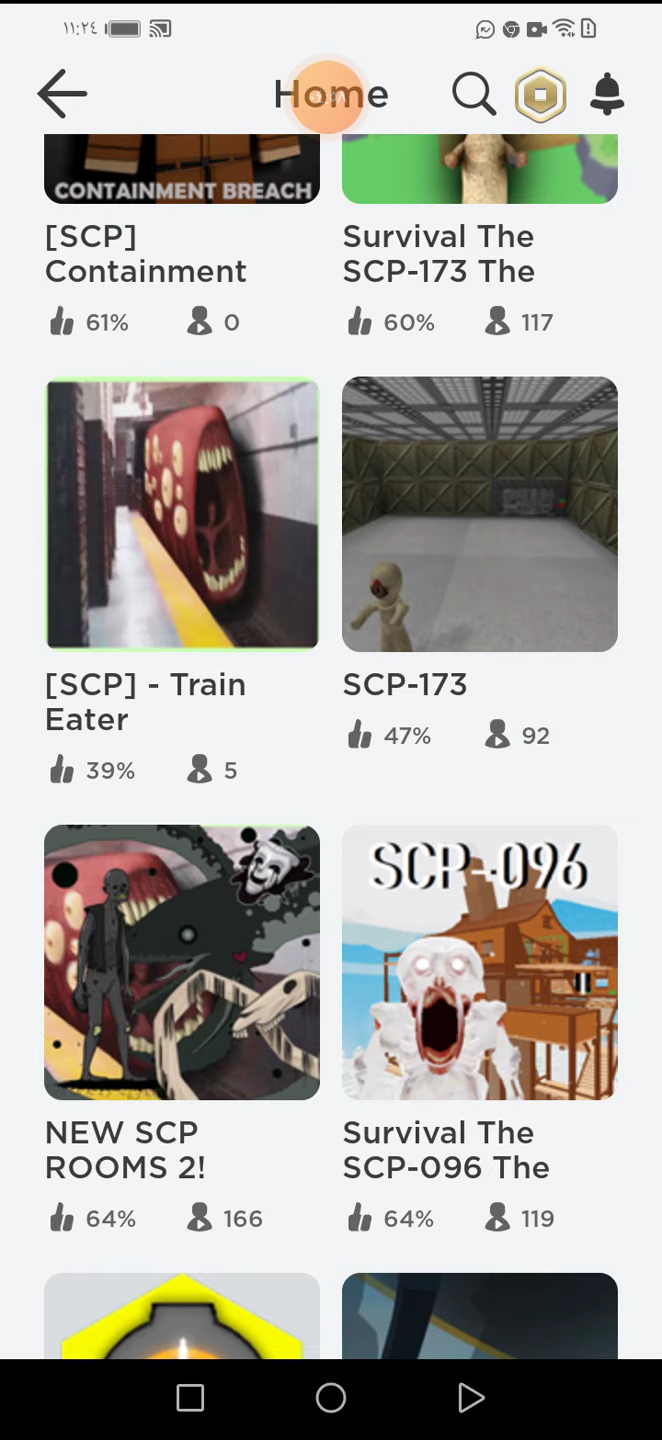 ١١:٢٤
Home
CONTAINMENT BREACH
[SCP]
Containment
61%
0
Survival The
SCP-173 The
60%
117
[SCP] - Train
Eater
39%
5
SCP-173
47%
92
SCP-096
NEW SCP
ROOMS 2!
64%
166
Survival The
SCP-096 The
64%
119